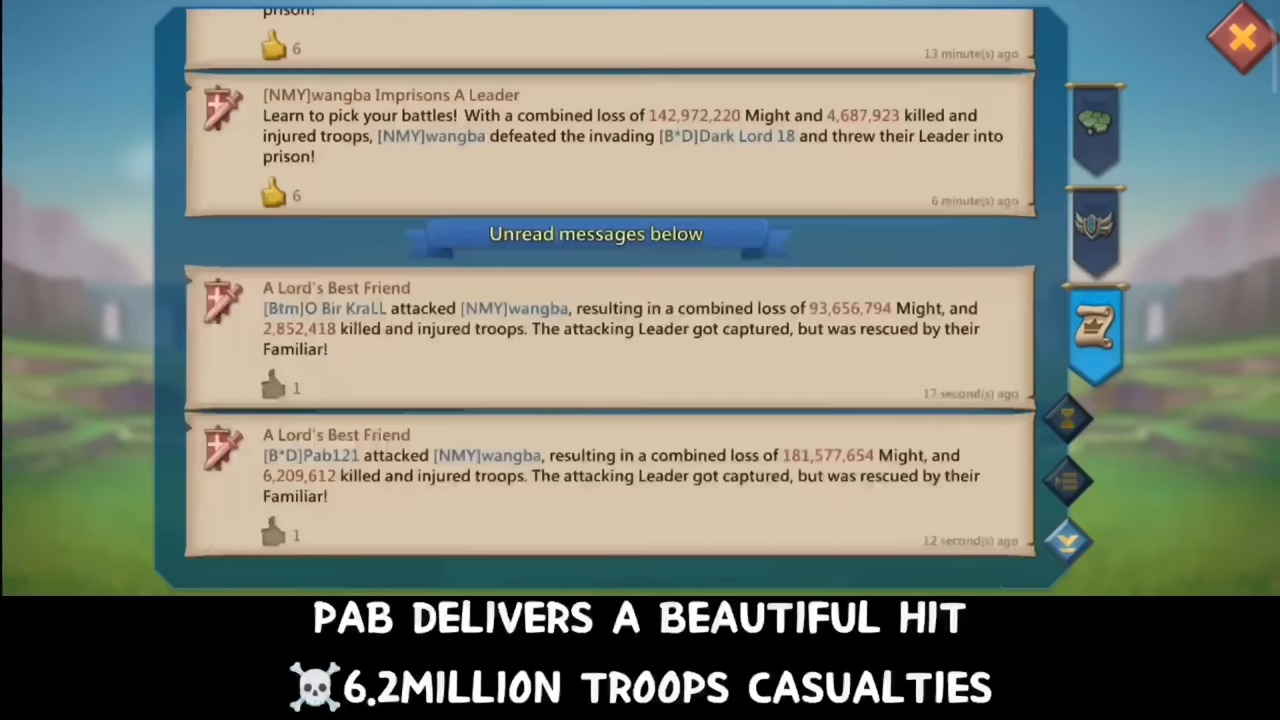 prison!
6
13 minute(s) ago
[NMY]wangba Imprisons A Leader
Learn to pick your battles! With a combined loss of 142,972,220 Might and 4,687,923 killed and
injured troops, [NMY]wangba defeated the invading [B*D]Dark Lord 18 and threw their Leader into
prison!
6
6 minute(s) ago
Unread messages below
A Lord's Best Friend
[Btm]O Bir KraLL attacked [NMY]wangba, resulting in a combined loss of 93,656,794 Might, and
2,852,418 killed and injured troops. The attacking Leader got captured, but was rescued by their
Familiar!
1
17 second(s) ago
A Lord's Best Friend
[B*D]Pab121 attacked [NMY]wangba, resulting in a combined loss of 181,577,654 Might, and
6,209,612 killed and injured troops. The attacking Leader got captured, but was rescued by their
Familiar!
1
12 second(s) ago
PAB DELIVERS A BEAUTIFUL HIT
☠️6.2MILLION TROOPS CASUALTIES